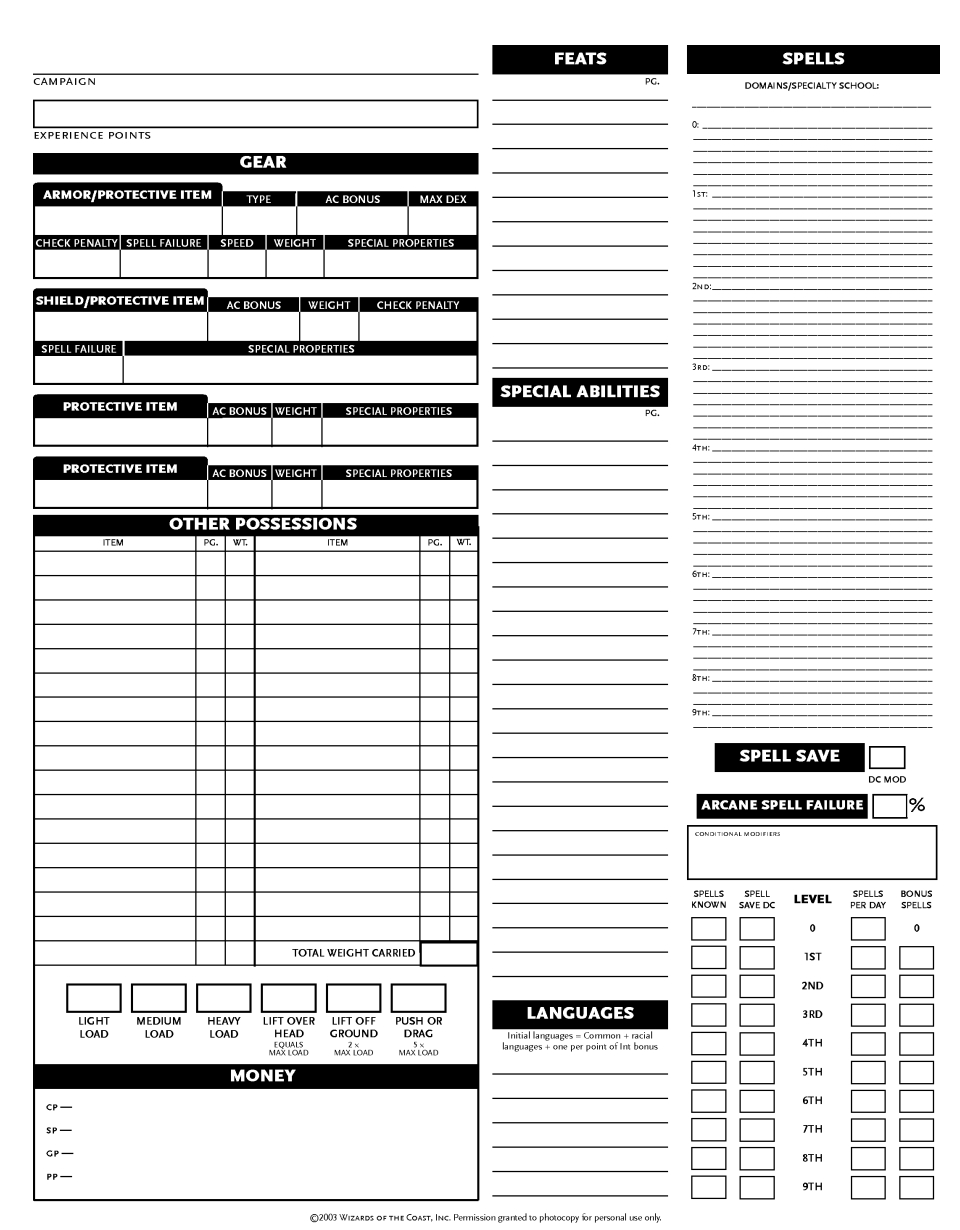 CAMPAIGN
EXPERIENCE POINTS
GEAR
ARMOR/PROTECTIVE ITEM TYPE AC BONUS MAX DEX
CHECK PENALTY SPELL FAILURE SPEED WEIGHT SPECIAL PROPERTIES
SHIELD/PROTECTIVE ITEM AC BONUS WEIGHT CHECK PENALTY
SPELL FAILURE SPECIAL PROPERTIES
PROTECTIVE ITEM AC BONUS WEIGHT SPECIAL PROPERTIES
PROTECTIVE ITEM AC BONUS WEIGHT SPECIAL PROPERTIES
OTHER POSSESSIONS
ITEM PG. WT. ITEM PG. WT.
TOTAL WEIGHT CARRIED
LIGHT LOAD
MEDIUM LOAD
HEAVY LOAD
LIFT OVER HEAD
EQUALS MAX LOAD
LIFT OFF GROUND
2 × MAX LOAD
PUSH OR DRAG
5 × MAX LOAD
MONEY
CP —
SP —
GP —
PP —
FEATS
PG.
SPECIAL ABILITIES
PG.
LANGUAGES
Initial languages = Common + racial
languages + one per point of Int bonus
SPELLS
DOMAINS/SPECIALTY SCHOOL:
0:
1ST:
2ND:
3RD:
4TH:
5TH:
6TH:
7TH:
8TH:
9TH:
SPELL SAVE
DC MOD
ARCANE SPELL FAILURE %
CONDITIONAL MODIFIERS
SPELLS KNOWN SPELL SAVE DC LEVEL SPELLS PER DAY BONUS SPELLS
0 0
1ST
2ND
3RD
4TH
5TH
6TH
7TH
8TH
9TH
©2003 WIZARDS OF THE COAST, INC. Permission granted to photocopy for personal use only.